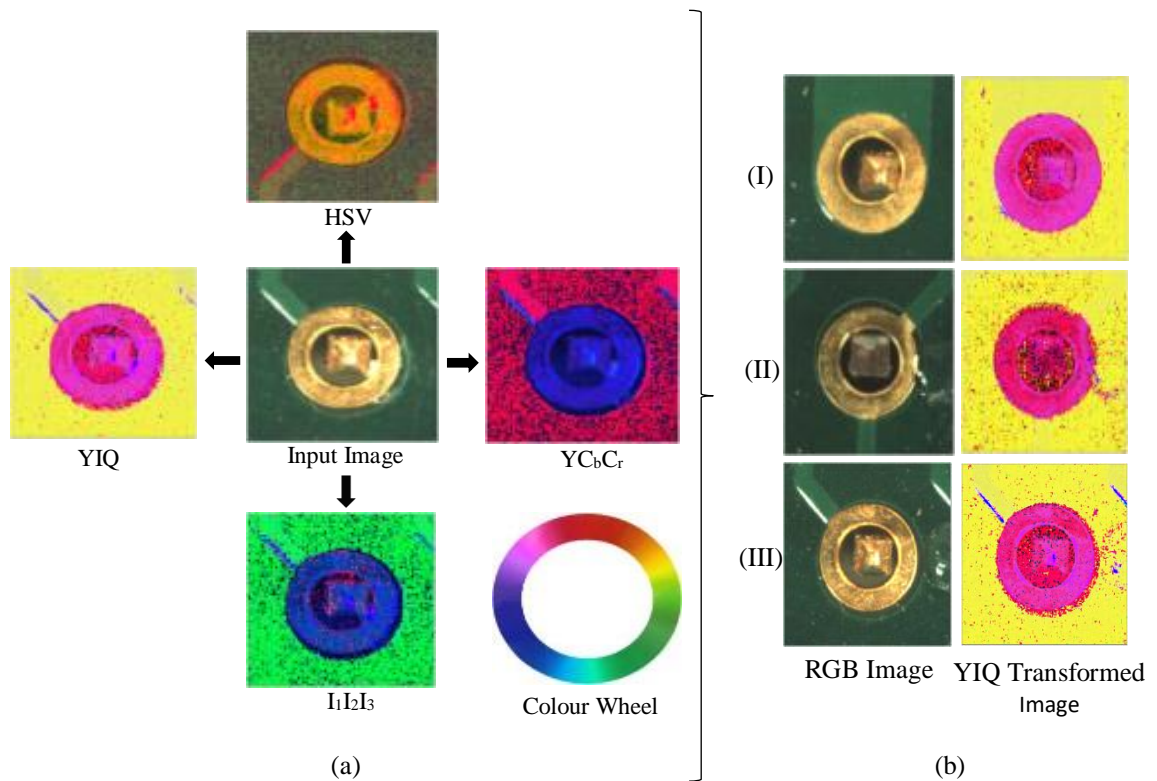 HSV
YIQ
Input Image
YCbCr
I1I2I3
Colour Wheel
(a)
(I)
(II)
(III)
RGB Image
YIQ Transformed
Image
(b)